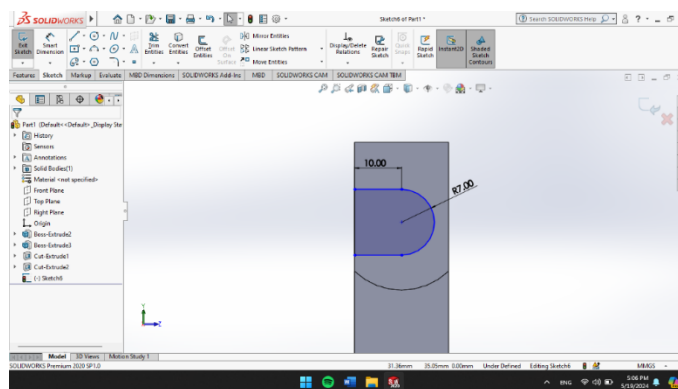 SOLIDWORKS
Sketch6 of Part1 *
Search SOLIDWORKS Help
Exit Sketch
Smart Dimension
Trim Entities
Convert Entities
Offset Entities
Offset On Surface
Mirror Entities
Linear Sketch Pattern
Move Entities
Display/Delete Relations
Repair Sketch
Quick Snaps
Rapid Sketch
Instant2D
Shaded Sketch Contours
Features
Sketch
Markup
Evaluate
MBD Dimensions
SOLIDWORKS Add-Ins
MBD
SOLIDWORKS CAM
SOLIDWORKS CAM TBM
Part1 (Default<<Default>_Display Ste
History
Sensors
Annotations
Solid Bodies(1)
Material <not specified>
Front Plane
Top Plane
Right Plane
Origin
Boss-Extrude2
Boss-Extrude3
Cut-Extrude1
Cut-Extrude2
(-) Sketch6
10.00
R7.00
Y
Z
Model
3D Views
Motion Study 1
SOLIDWORKS Premium 2020 SP1.0
31.36mm
35.05mm
0.00mm
Under Defined
Editing Sketch6
MMGS
ENG
5:06 PM
5/19/2024